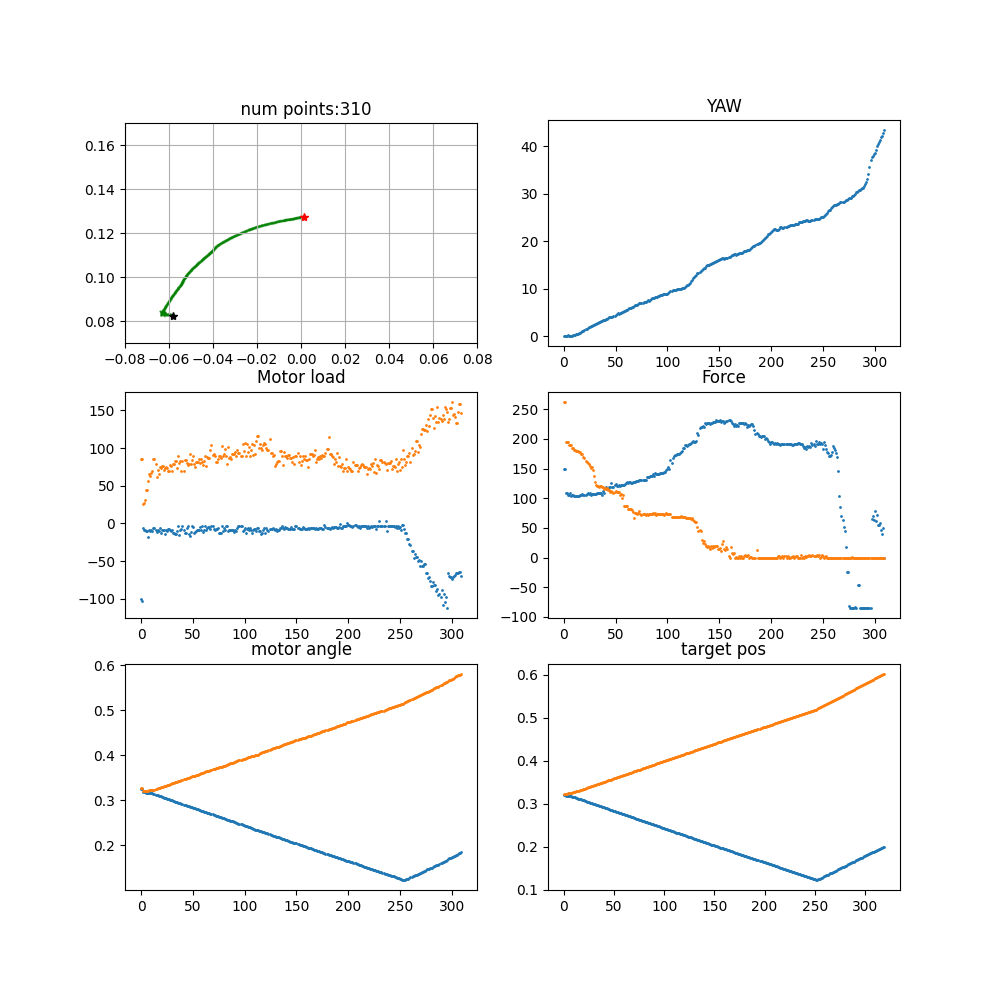 num points:310
0.16
0.14
0.12
0.10
0.08
−0.08 −0.06 −0.04 −0.02 0.00 0.02 0.04 0.06 0.08
YAW
40
30
20
10
0
0 50 100 150 200 250 300
Motor load
150
100
50
0
−50
−100
0 50 100 150 200 250 300
Force
250
200
150
100
50
0
−50
−100
0 50 100 150 200 250 300
motor angle
0.6
0.5
0.4
0.3
0.2
0 50 100 150 200 250 300
target pos
0.6
0.5
0.4
0.3
0.2
0.1
0 50 100 150 200 250 300